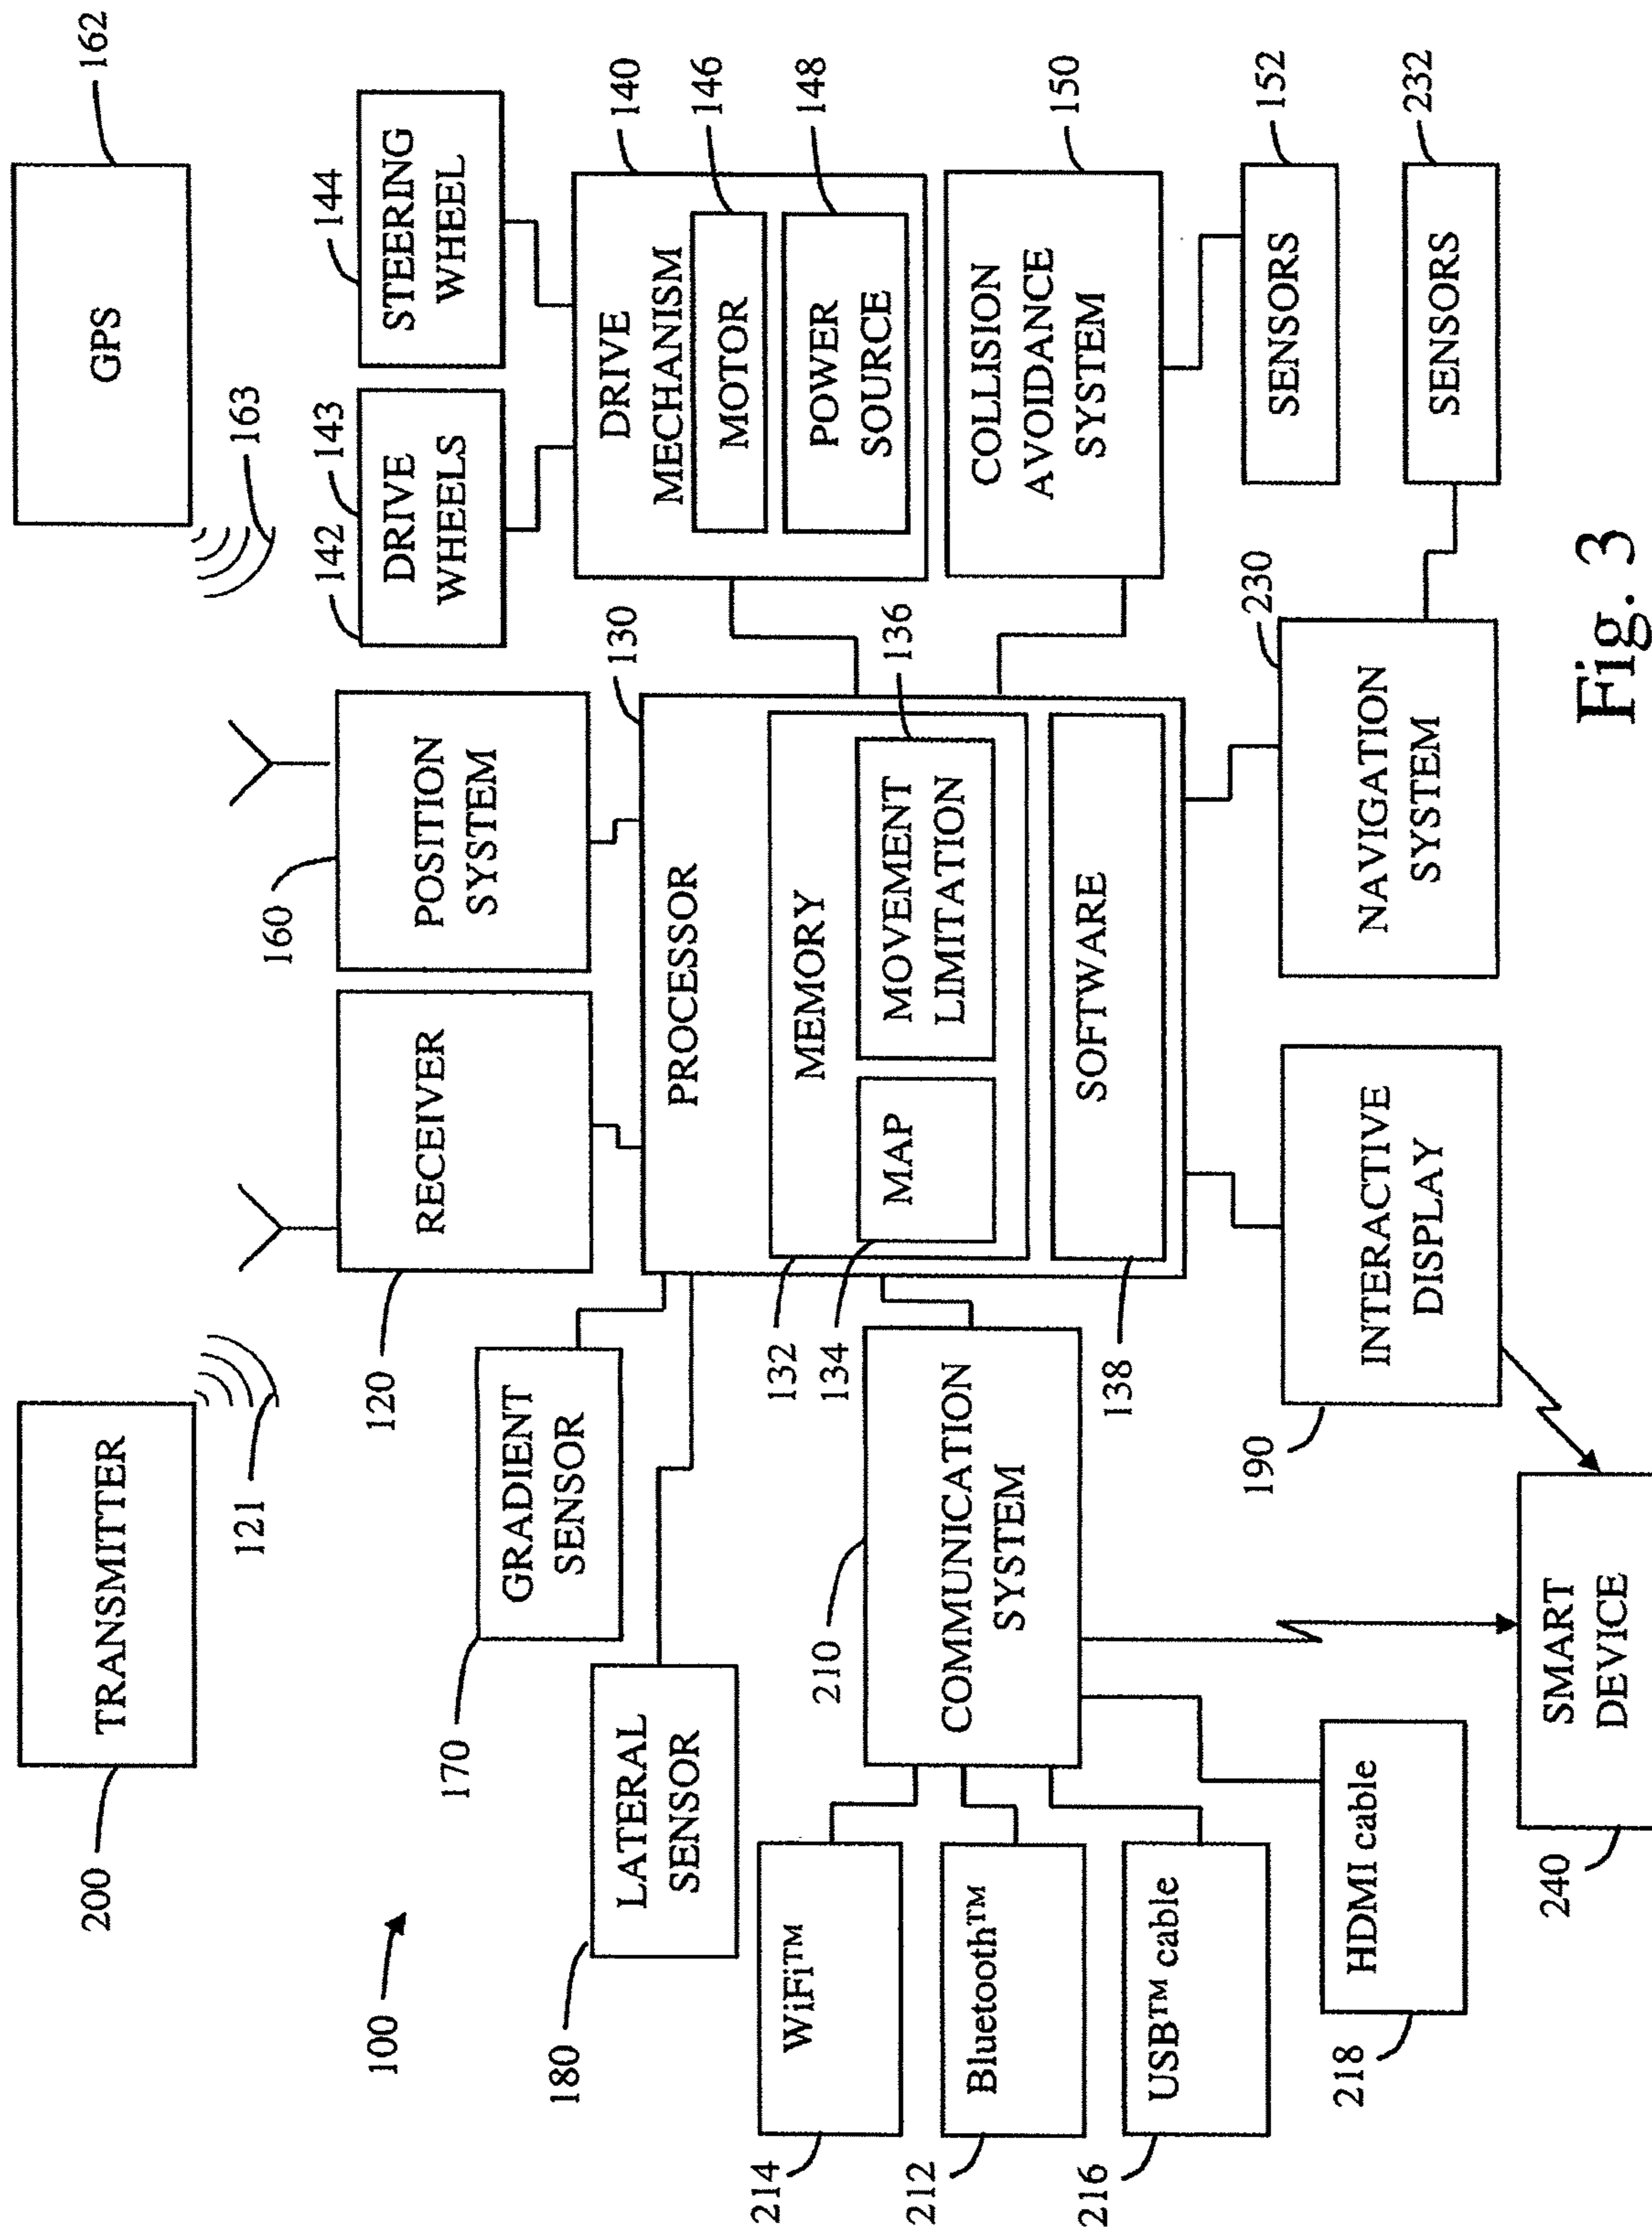 200
TRANSMITTER
121
GPS
162
163
100
120
RECEIVER
160
POSITION
SYSTEM
142
143
DRIVE
WHEELS
144
STEERING
WHEEL
170
GRADIENT
SENSOR
180
LATERAL
SENSOR
130
PROCESSOR
132
MEMORY
134
MAP
136
MOVEMENT
LIMITATION
138
SOFTWARE
140
DRIVE
MECHANISM
146
MOTOR
148
POWER
SOURCE
150
COLLISION
AVOIDANCE
SYSTEM
152
SENSORS
210
COMMUNICATION
SYSTEM
214
WiFi™
212
Bluetooth™
216
USB™ cable
218
HDMI cable
190
INTERACTIVE
DISPLAY
230
NAVIGATION
SYSTEM
232
SENSORS
240
SMART
DEVICE
Fig. 3